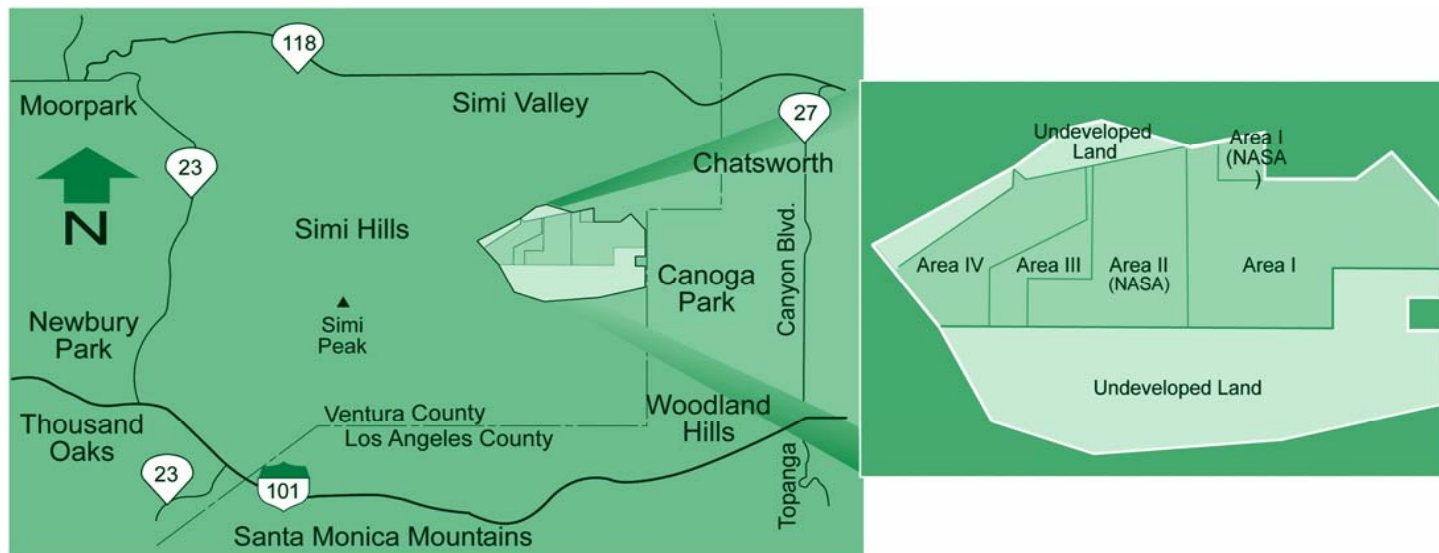 118
Simi Valley
Moorpark
27
23
Chatsworth
N
Simi Hills
Canyon Blvd.
Canoga
Park
Newbury
Park
Simi
Peak
Ventura County
Los Angeles County
Woodland
Hills
Thousand
Oaks
23
101
Topanga
Santa Monica Mountains
Undeveloped
Land
Area I
(NASA
)
Area IV
Area III
Area II
(NASA)
Area I
Undeveloped Land